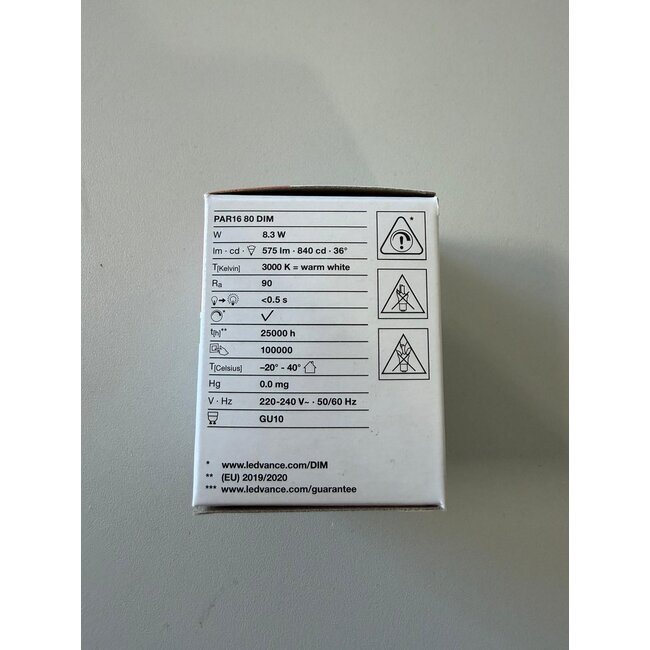 PAR16 80 DIM
W 8.3 W
lm · cd · 575 lm · 840 cd · 36°
T[Kelvin] 3000 K = warm white
Ra 90
<0.5 s
*
t[h]** 25000 h
100000
T[Celsius] –20° - 40°
Hg 0.0 mg
V · Hz 220-240 V~ · 50/60 Hz
GU10
*
* www.ledvance.com/DIM
** (EU) 2019/2020
*** www.ledvance.com/guarantee